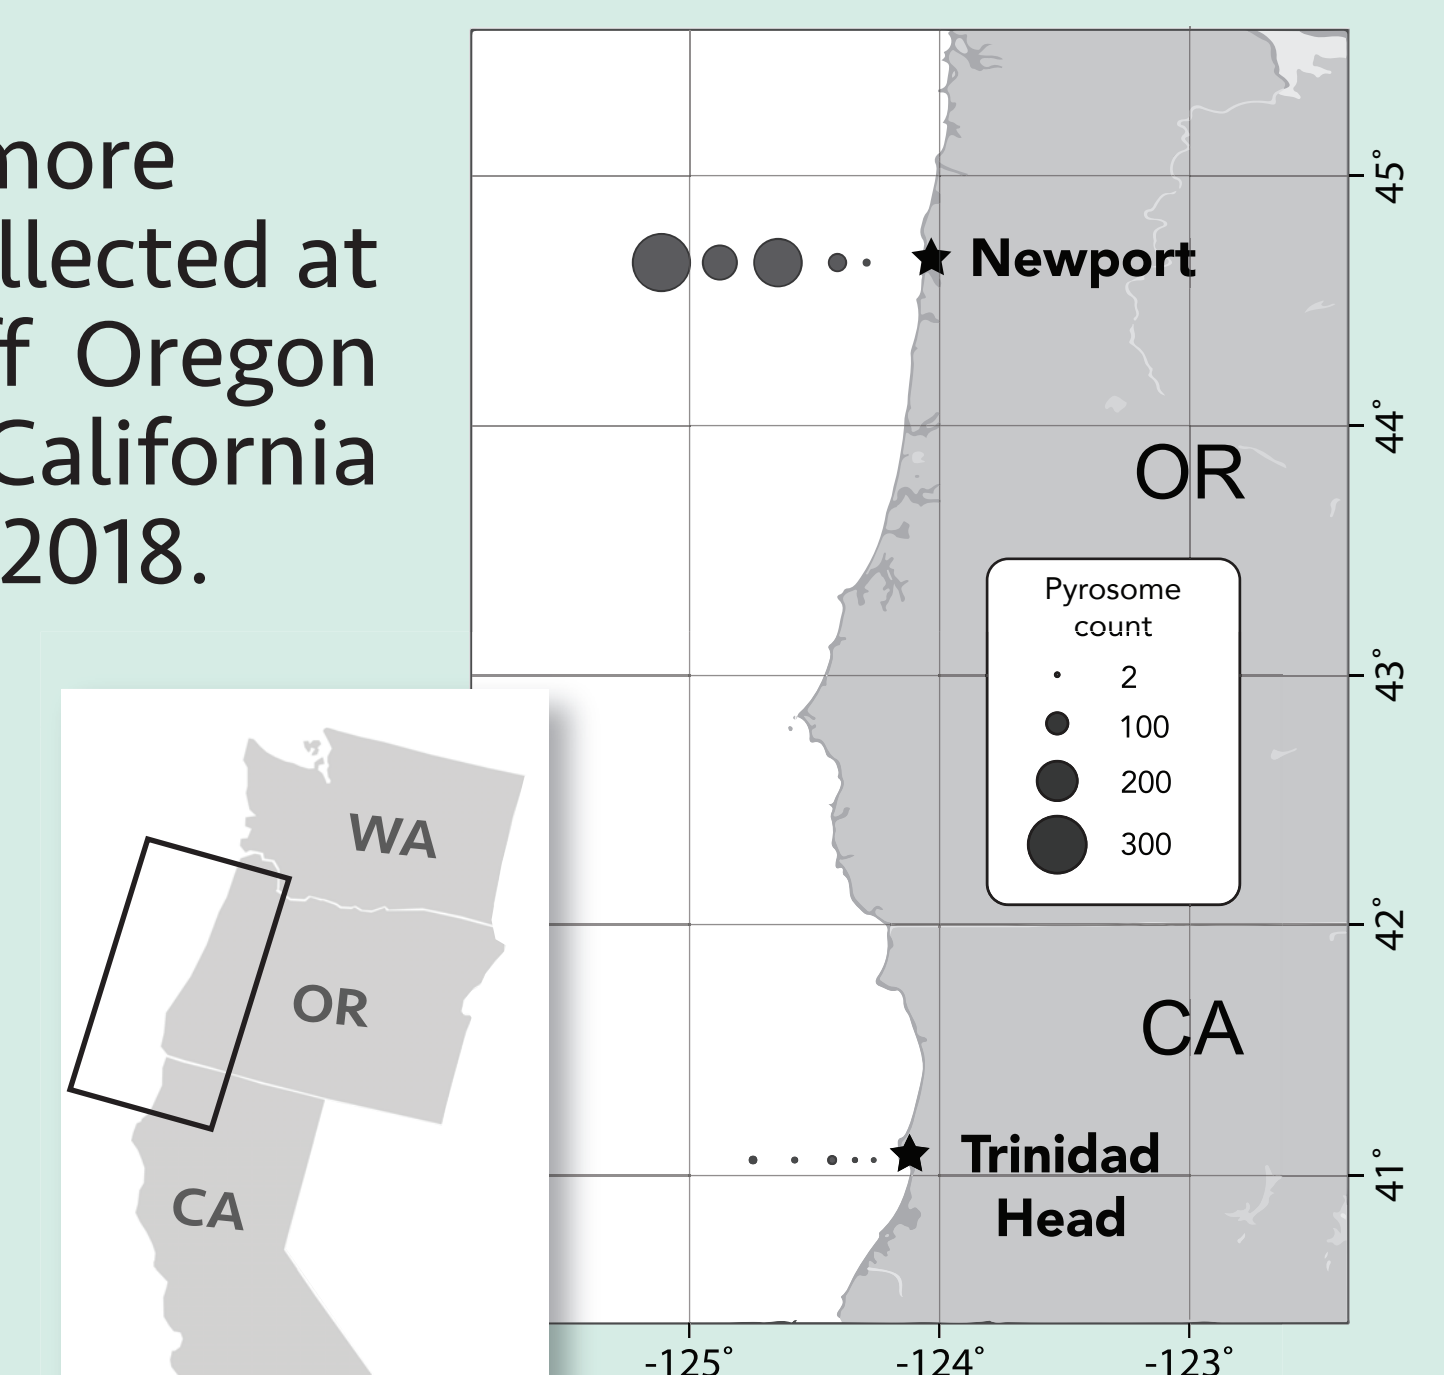 more
llected at
ff Oregon
California
2018.
45°
Newport
44°
OR
Pyrosome
count
2
100
200
300
43°
42°
CA
Trinidad
Head
41°
-125°
-124°
-123°
WA
OR
CA